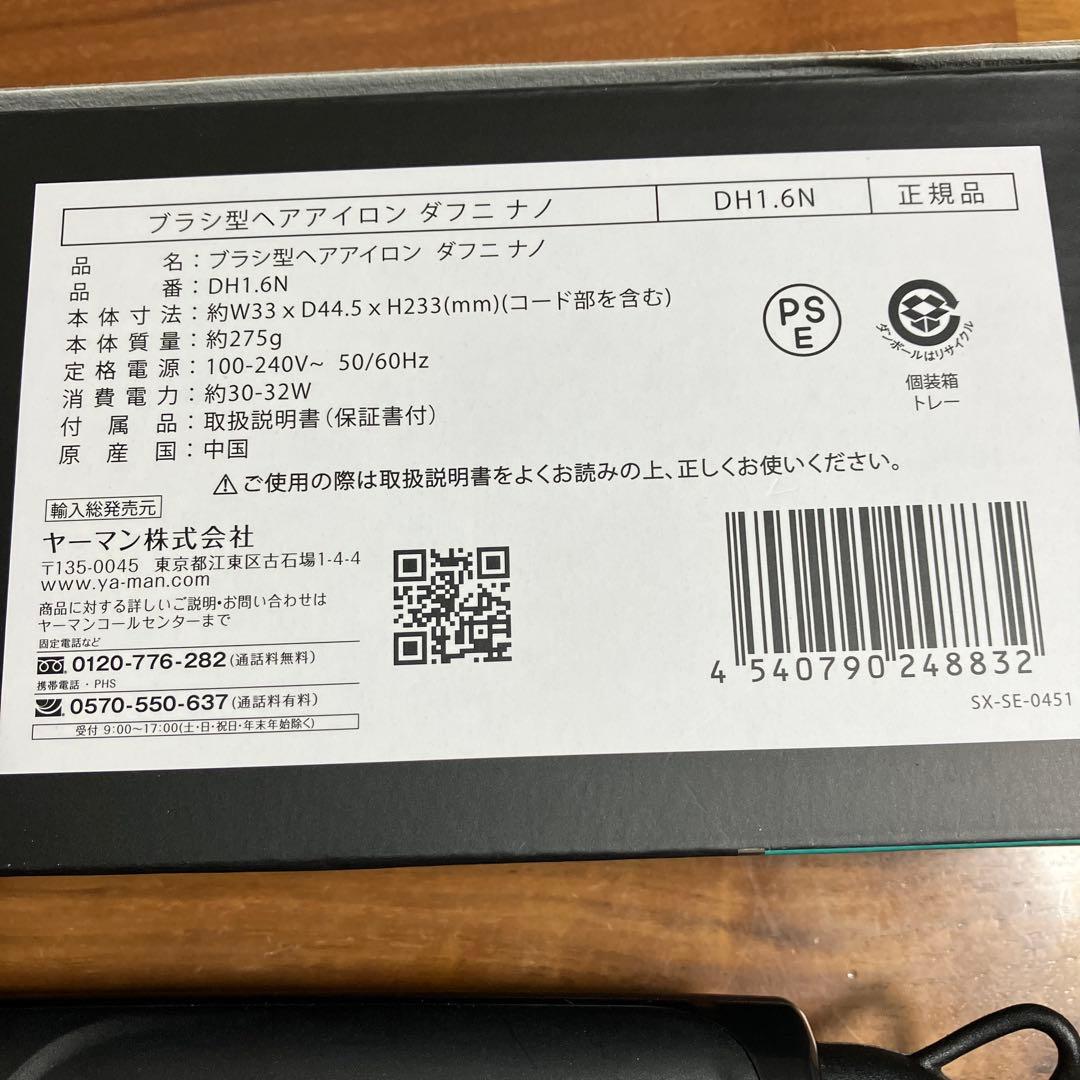 ブラシ型ヘアアイロン ダフニ ナノ DH1.6N 正規品
品名：ブラシ型ヘアアイロン ダフニ ナノ
品番：DH1.6N
本体寸法：約W33 x D44.5 x H233(mm)(コード部を含む)
本体質量：約275g
定格電源：100-240V~ 50/60Hz
消費電力：約30-32W
付属品：取扱説明書（保証書付）
原産国：中国
PSE
ダンボールはリサイクル
個装箱
トレー
⚠ご使用の際は取扱説明書をよくお読みの上、正しくお使いください。
輸入総発売元
ヤーマン株式会社
〒135-0045 東京都江東区古石場1-4-4
www.ya-man.com
商品に対する詳しいご説明・お問い合わせは
ヤーマンコールセンターまで
固定電話など
0120-776-282（通話料無料）
携帯電話・PHS
0570-550-637（通話料有料）
受付 9:00～17:00(土・日・祝日・年末年始除く)
4 540790 248832
SX-SE-0451